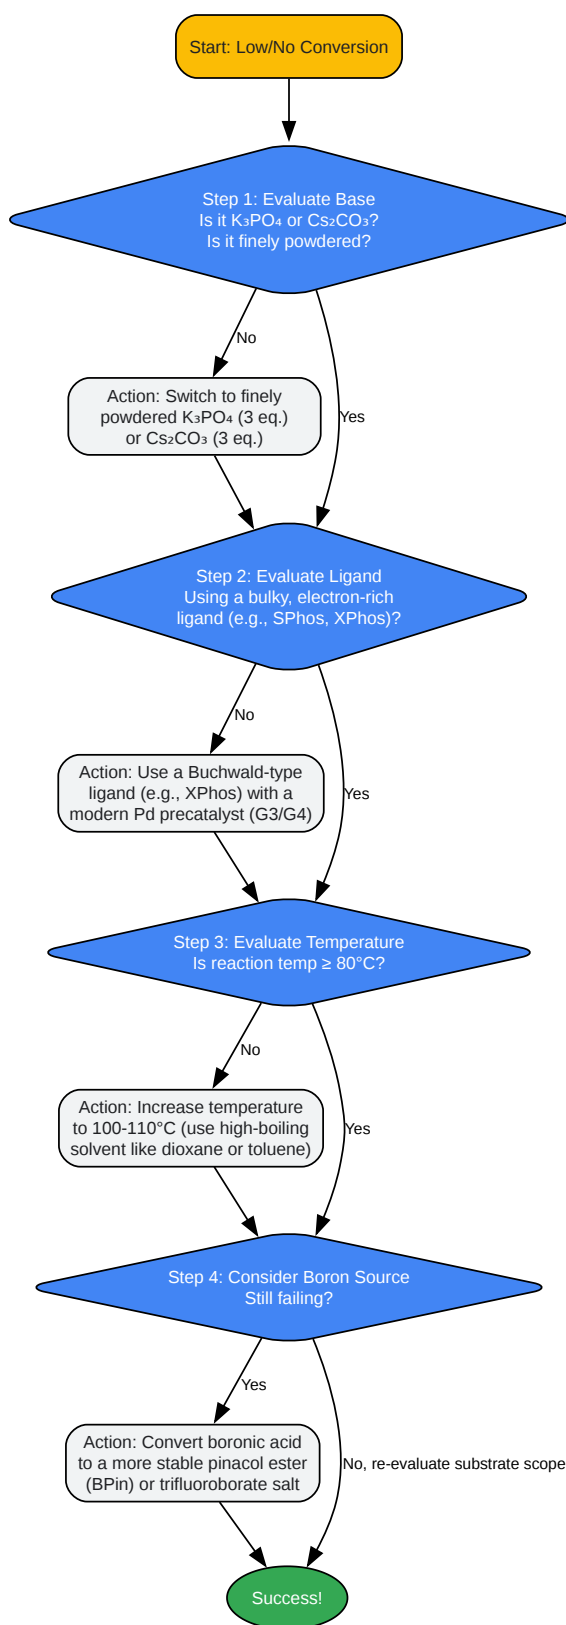 Start: Low/No Conversion
Step 1: Evaluate Base
Is it K₃PO₄ or Cs₂CO₃?
Is it finely powdered?
No
Yes
Action: Switch to finely
powdered K₃PO₄ (3 eq.)
or Cs₂CO₃ (3 eq.)
Step 2: Evaluate Ligand
Using a bulky, electron-rich
ligand (e.g., SPhos, XPhos)?
No
Yes
Action: Use a Buchwald-type
ligand (e.g., XPhos) with a
modern Pd precatalyst (G3/G4)
Step 3: Evaluate Temperature
Is reaction temp ≥ 80°C?
No
Yes
Action: Increase temperature
to 100-110°C (use high-boiling
solvent like dioxane or toluene)
Step 4: Consider Boron Source
Still failing?
Yes
No, re-evaluate substrate scope
Action: Convert boronic acid
to a more stable pinacol ester
(BPin) or trifluoroborate salt
Success!